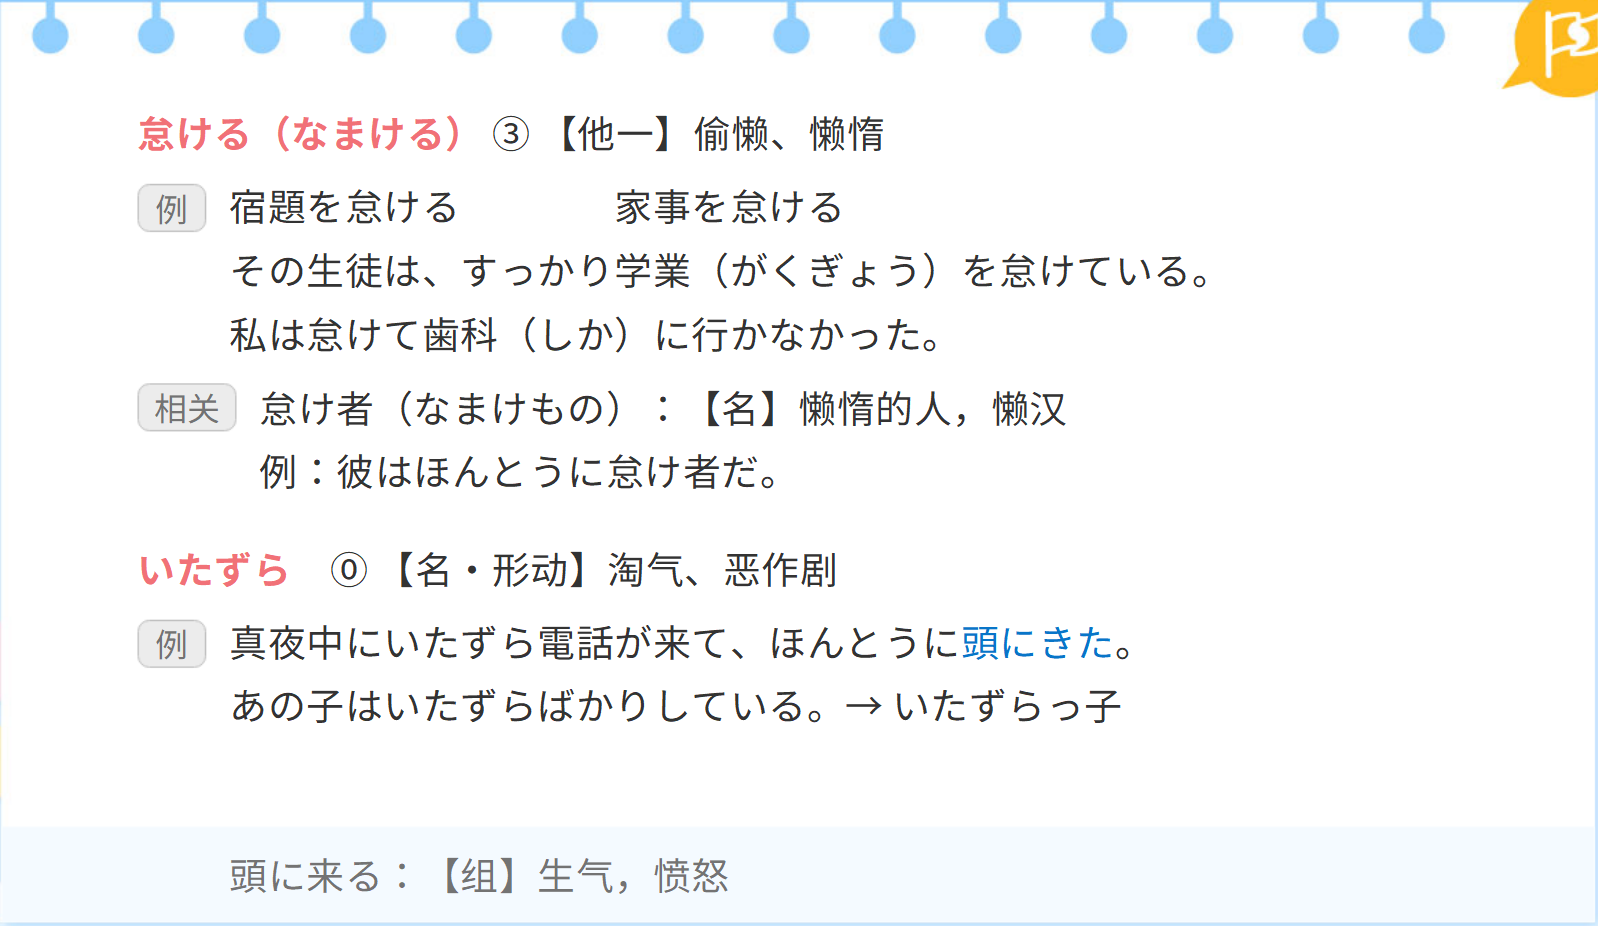 怠ける（なまける） ③ 【他一】偷懒、懒惰
例 宿題を怠ける 家事を怠ける
その生徒は、すっかり学業（がくぎょう）を怠けている。
私は怠けて歯科（しか）に行かなかった。
相关 怠け者（なまけもの）：【名】懒惰的人，懒汉
例：彼はほんとうに怠け者だ。
いたずら ⓪ 【名・形动】淘气、恶作剧
例 真夜中にいたずら電話が来て、ほんとうに頭にきた。
あの子はいたずらばかりしている。→ いたずらっ子
頭に来る：【组】生气，愤怒